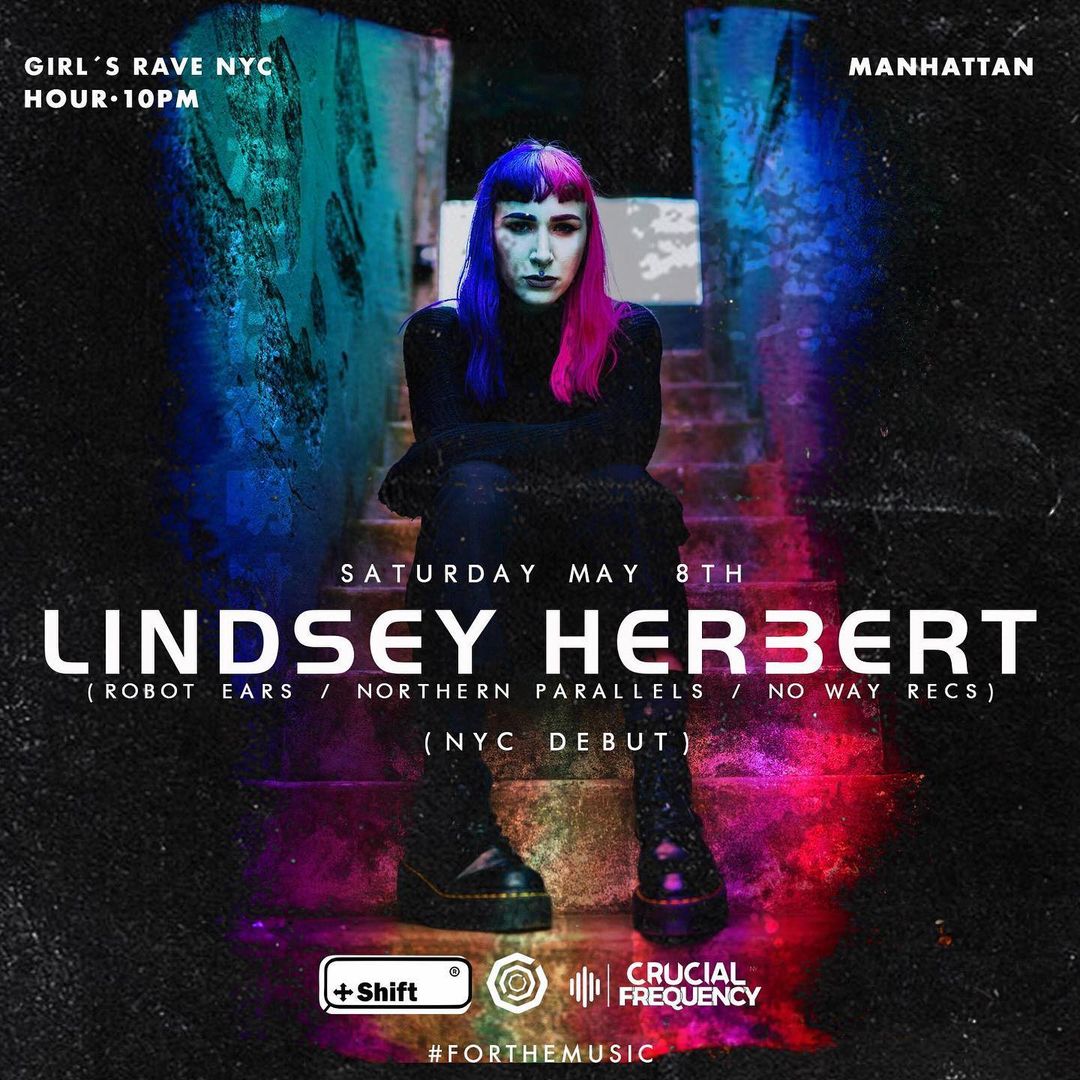 GIRL´S RAVE NYC
HOUR•10PM
MANHATTAN
SATURDAY MAY 8TH
LINDSEY HERBERT
(ROBOT EARS / NORTHERN PARALLELS / NO WAY RECS)
(NYC DEBUT)
+Shift ®
CRUCIAL
FREQUENCY
#FORTHEMUSIC